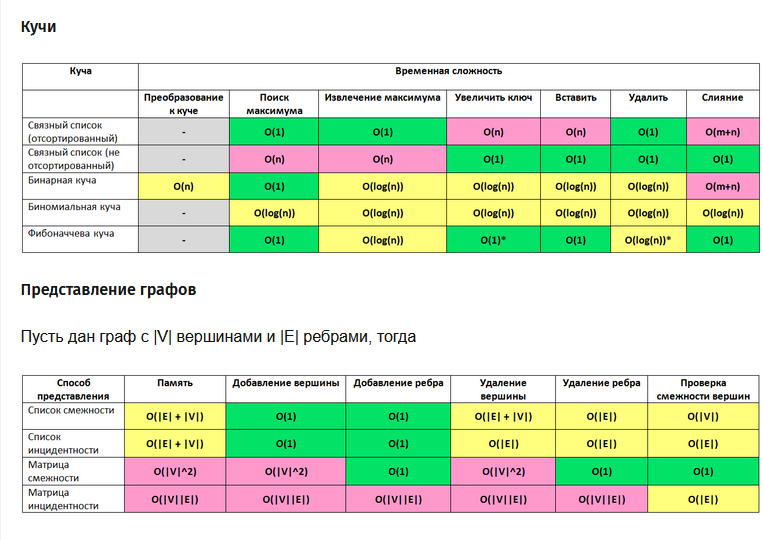 Кучи
Куча Временная сложность
Преобразование к куче Поиск максимума Извлечение максимума Увеличить ключ Вставить Удалить Слияние
Связный список (отсортированный) - O(1) O(1) O(n) O(n) O(1) O(m+n)
Связный список (не отсортированный) - O(n) O(n) O(1) O(1) O(1) O(1)
Бинарная куча O(n) O(1) O(log(n)) O(log(n)) O(log(n)) O(log(n)) O(m+n)
Биномиальная куча - O(log(n)) O(log(n)) O(log(n)) O(log(n)) O(log(n)) O(log(n))
Фибоначчева куча - O(1) O(log(n)) O(1)* O(1) O(log(n))* O(1)
Представление графов
Пусть дан граф с |V| вершинами и |E| ребрами, тогда
Способ представления Память Добавление вершины Добавление ребра Удаление вершины Удаление ребра Проверка смежности вершин
Список смежности O(|E| + |V|) O(1) O(1) O(|E| + |V|) O(|E|) O(|V|)
Список инцидентности O(|E| + |V|) O(1) O(1) O(|E|) O(|E|) O(|E|)
Матрица смежности O(|V|^2) O(|V|^2) O(1) O(|V|^2) O(1) O(1)
Матрица инцидентности O(|V||E|) O(|V||E|) O(|V||E|) O(|V||E|) O(|V||E|) O(|E|)